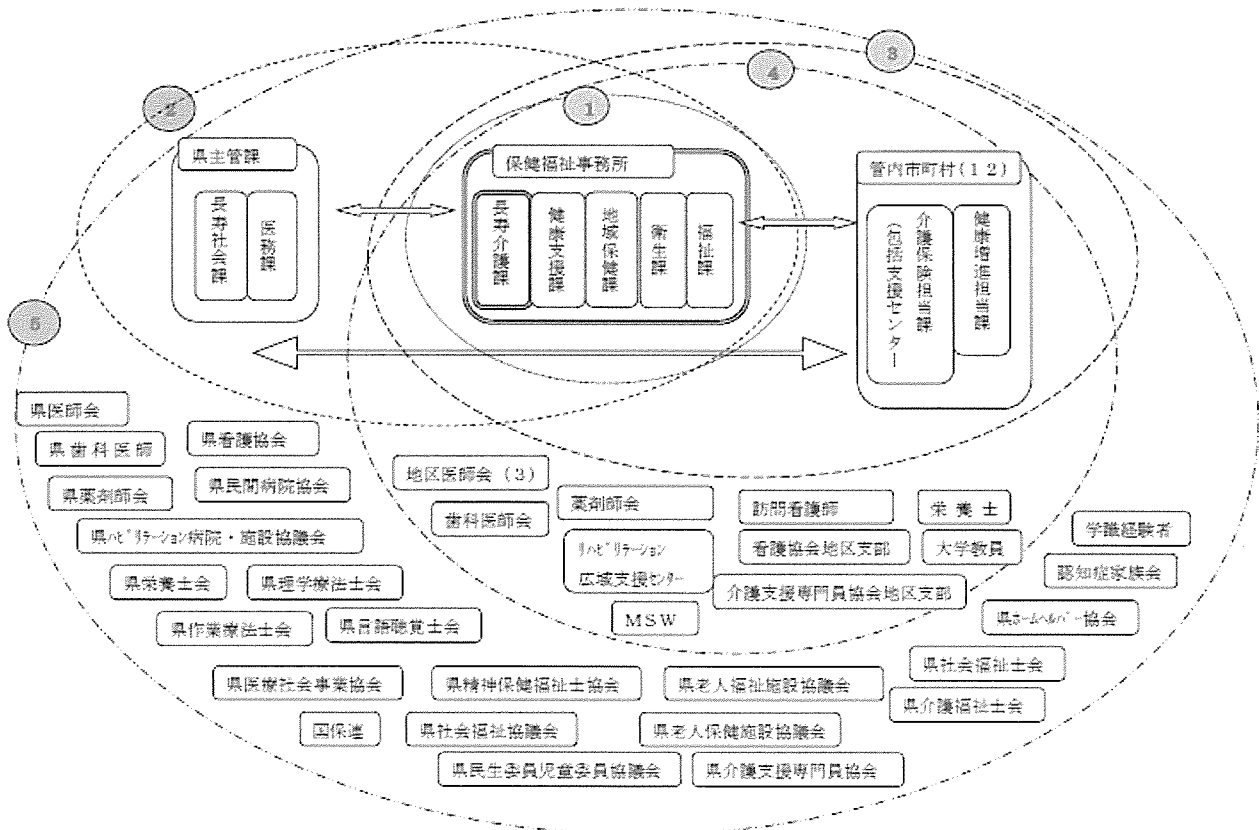 3
4
1
2
県主管課
長寿社会課
医務課
保健福祉事務所
長寿介護課
健康支援課
地域保健課
衛生課
福祉課
管内市町村(12)
介護保険担当課
(包括支援センター
健康増進担当課
5
県医師会
県歯科医師
県看護協会
県薬剤師会
県民間病院協会
県ハビリテーション病院・施設協議会
県栄養士会
県理学療法士会
県作業療法士会
県言語聴覚士会
地区医師会(3)
歯科医師会
薬剤師会
リハビリテーション
広域支援センター
MSW
訪問看護師
看護協会地区支部
介護支援専門員協会地区支部
栄養士
大学教員
学識経験者
認知症家族会
県ホームヘルパー協会
県社会福祉士会
県介護福祉士会
県医療社会事業協会
県精神保健福祉士協会
県老人福祉施設協議会
国保連
県社会福祉協議会
県老人保健施設協議会
県民生委員児童委員協議会
県介護支援専門員協会